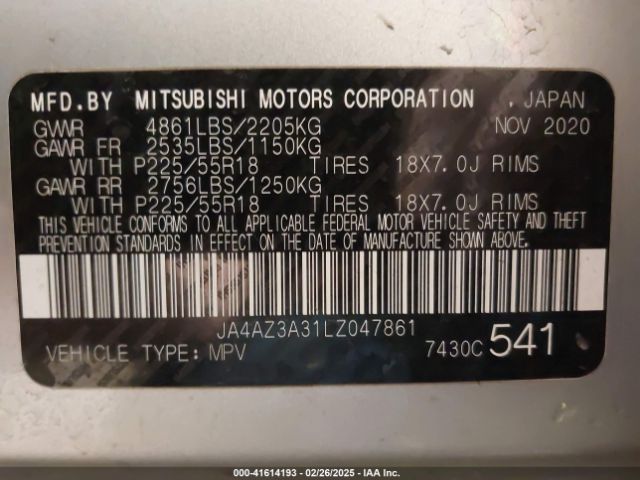 MFD.BY MITSUBISHI MOTORS CORPORATION , JAPAN
GVWR 4861LBS/2205KG NOV 2020
GAWR FR 2535LBS/1150KG
WITH P225/55R18 TIRES 18X7.0J RIMS
GAWR RR 2756LBS/1250KG
WITH P225/55R18 TIRES 18X7.0J RIMS
THIS VEHICLE CONFORMS TO ALL APPLICABLE FEDERAL MOTOR VEHICLE SAFETY AND THEFT
PREVENTION STANDARDS IN EFFECT ON THE DATE OF MANUFACTURE SHOWN ABOVE.
JA4AZ3A31LZ047861
VEHICLE TYPE: MPV 7430C 541
000-41614193 - 02/26/2025 - IAA Inc.